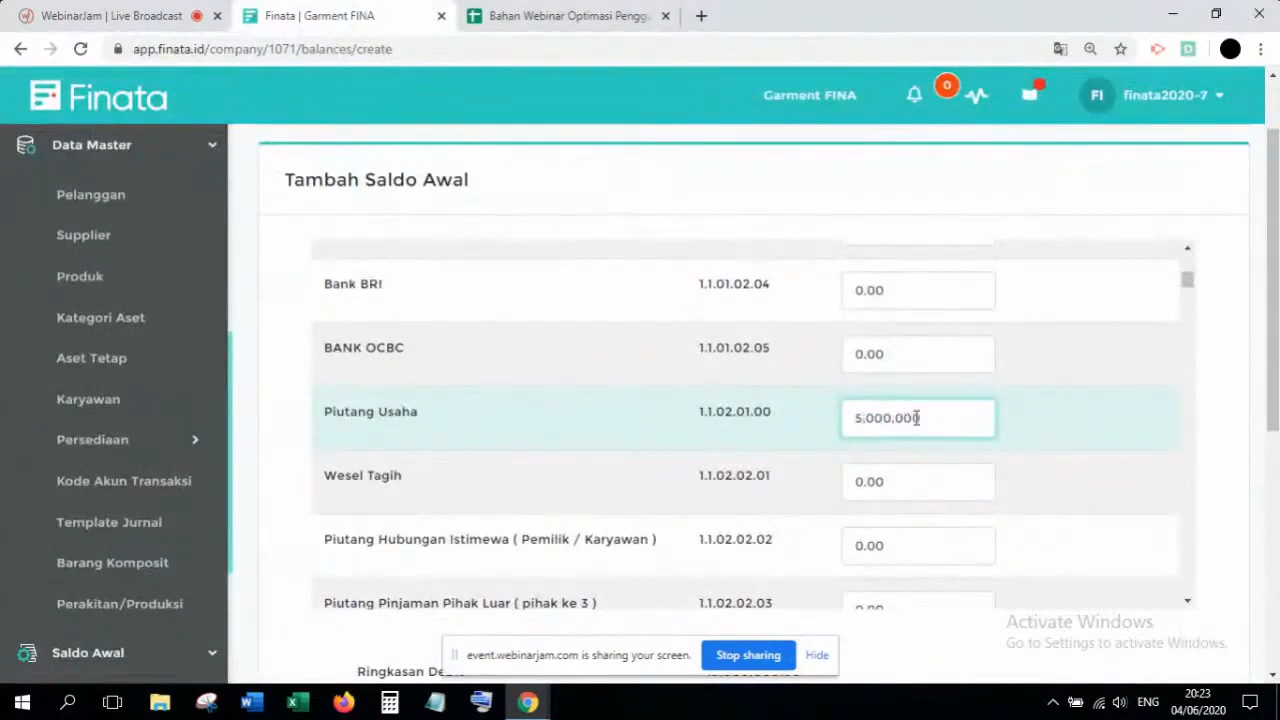 WebinarJam | Live Broadcast
Finata | Garment FINA
Bahan Webinar Optimasi Pengg
app.finata.id/company/1071/balances/create
Finata
Garment FINA
0
FI
finata2020-7
Data Master
Pelanggan
Supplier
Produk
Kategori Aset
Aset Tetap
Karyawan
Persediaan
Kode Akun Transaksi
Template Jurnal
Barang Komposit
Perakitan/Produksi
Saldo Awal
Tambah Saldo Awal
Bank BRI 1.1.01.02.04 0.00
BANK OCBC 1.1.01.02.05 0.00
Piutang Usaha 1.1.02.01.00 5,000,000
Wesel Tagih 1.1.02.02.01 0.00
Piutang Hubungan Istimewa ( Pemilik / Karyawan ) 1.1.02.02.02 0.00
Piutang Pinjaman Pihak Luar ( pihak ke 3 ) 1.1.02.02.03 0.00
Ringkasan
Activate Windows
Go to Settings to activate Windows.
event.webinarjam.com is sharing your screen.
Stop sharing
Hide
ENG
20:23
04/06/2020